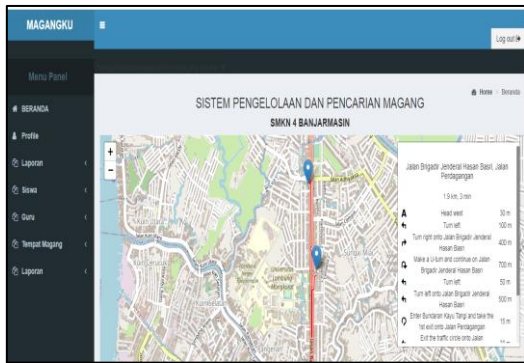 MAGANGKU
Log out
Menu Panel
Home - Beranda
BERANDA
SISTEM PENGELOLAAN DAN PENCARIAN MAGANG
SMKN 4 BANJARMASIN
Profile
Laporan
Siswa
Guru
Tempat Magang
Laporan
+
−
Jalan Brigadir Jenderal Hasan Basri, Jalan
Perdagangan
1.9 km, 3 min
Head west 30 m
Turn left 100 m
Turn right onto Jalan Brigadir Jenderal
Hasan Basri 400 m
Make a U-turn and continue on Jalan
Brigadir Jenderal Hasan Basri 700 m
Turn left 50 m
Turn left onto Jalan Brigadir Jenderal
Hasan Basri 500 m
Enter Bundaran Kayu Tangi and take the
1st exit onto Jalan Perdagangan 15 m
Exit the traffic circle onto Jalan
Universitas
Lambung
Mangkurat